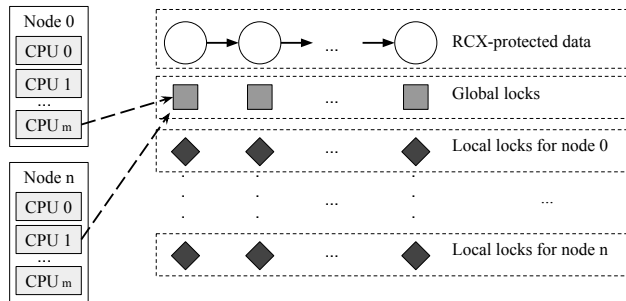 Node 0
CPU 0
CPU 1
...
CPU m
Node n
CPU 0
CPU 1
...
CPU m
... RCX-protected data
... Global locks
... Local locks for node 0
. . ... . ...
... Local locks for node n